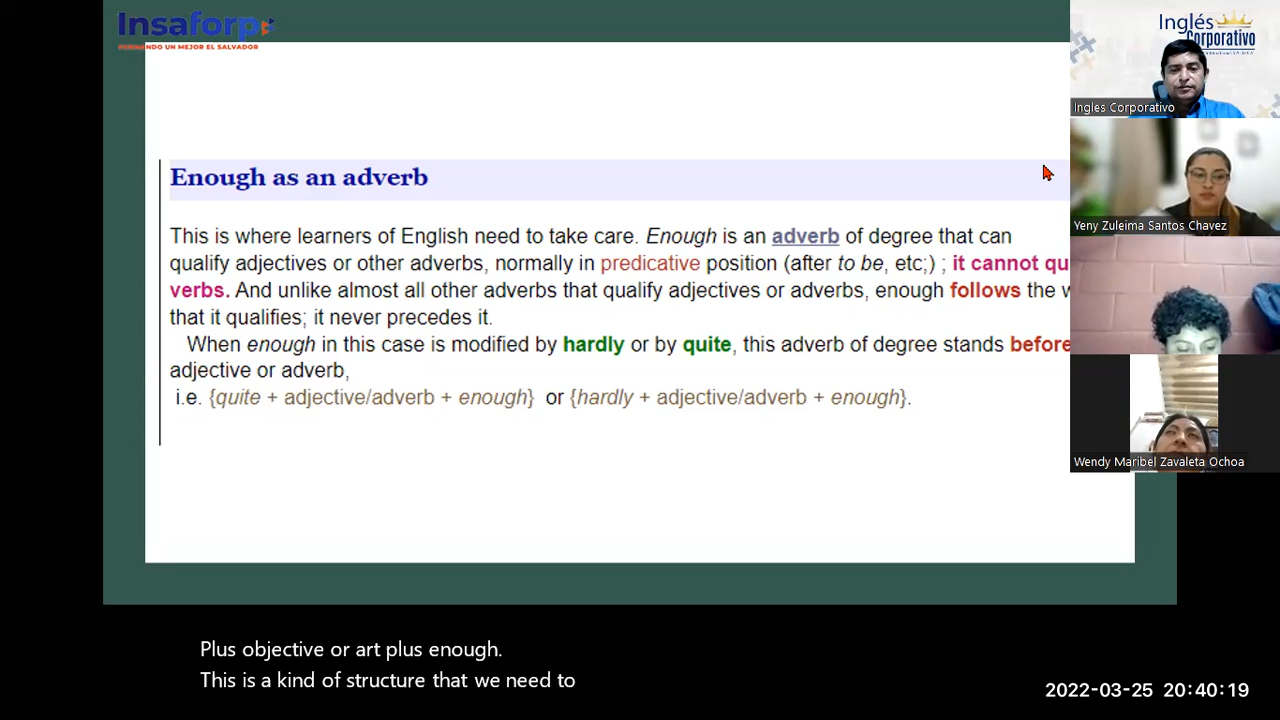 Insaforp
FORMANDO UN MEJOR EL SALVADOR
Inglés
Corporativo
Ingles Corporativo
Enough as an adverb
Yeny Zuleima Santos Chavez
This is where learners of English need to take care. Enough is an adverb of degree that can
qualify adjectives or other adverbs, normally in predicative position (after to be, etc;) ; it cannot qu
verbs. And unlike almost all other adverbs that qualify adjectives or adverbs, enough follows the w
that it qualifies; it never precedes it.
When enough in this case is modified by hardly or by quite, this adverb of degree stands before
adjective or adverb,
i.e. {quite + adjective/adverb + enough} or {hardly + adjective/adverb + enough}.
Wendy Maribel Zavaleta Ochoa
Plus objective or art plus enough.
This is a kind of structure that we need to
2022-03-25 20:40:19